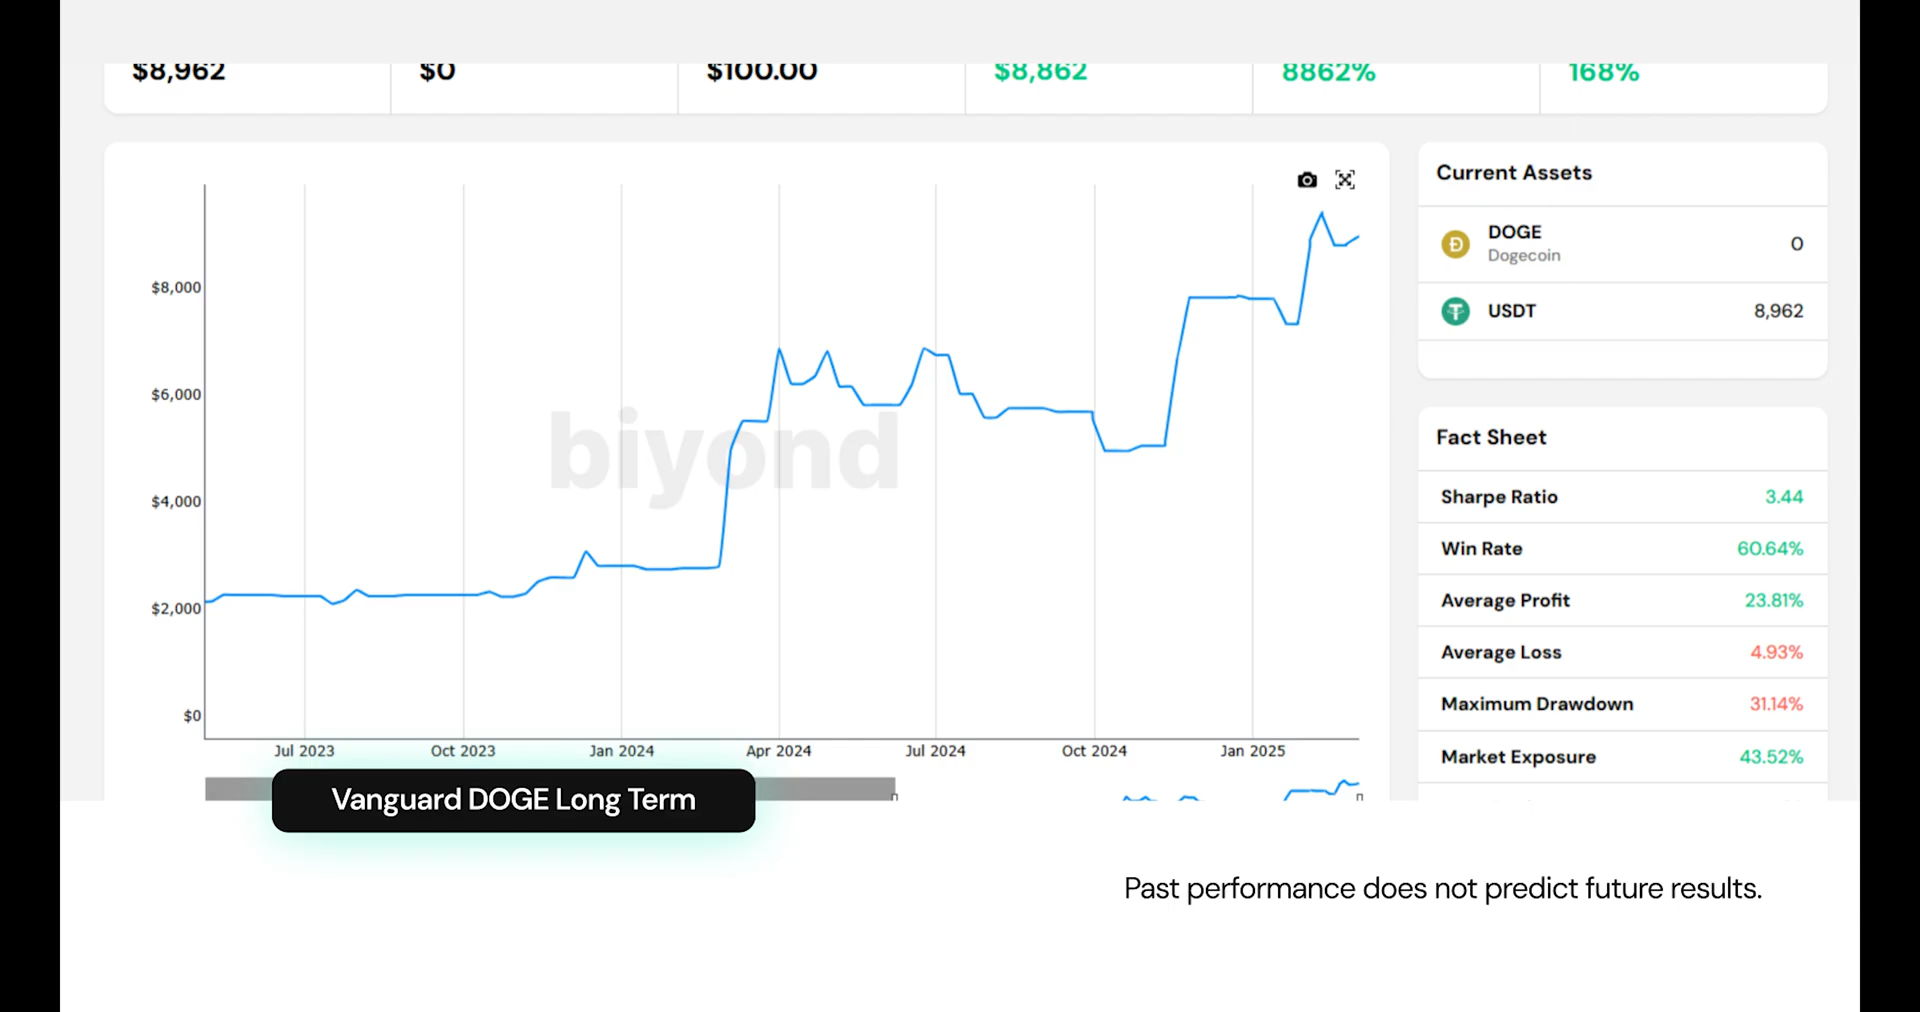 $8,962 $0 $100.00 $8,862 8862% 168%
Current Assets
DOGE
Dogecoin
0
USDT 8,962
Fact Sheet
Sharpe Ratio 3.44
Win Rate 60.64%
Average Profit 23.81%
Average Loss 4.93%
Maximum Drawdown 31.14%
Market Exposure 43.52%
$8,000
$6,000
$4,000
$2,000
$0
biyond
Jul 2023 Oct 2023 Jan 2024 Apr 2024 Jul 2024 Oct 2024 Jan 2025
Vanguard DOGE Long Term
Past performance does not predict future results.